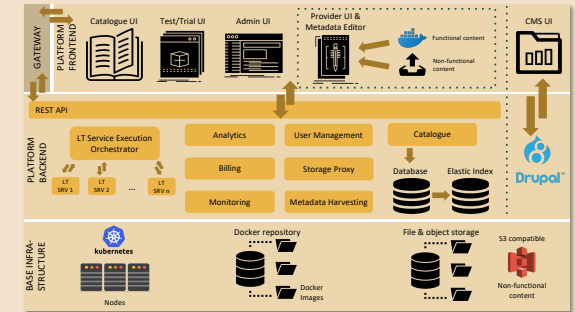 GATEWAY
PLATFORM
FRONTEND
Catalogue UI
Test/Trial UI
Admin UI
Provider UI &
Metadata Editor
Functional content
Non-functional
content
CMS UI
REST API
PLATFORM
BACKEND
LT Service Execution
Orchestrator
LT
SRV 1
LT
SRV 2
...
LT
SRV n
Analytics
User Management
Catalogue
Billing
Storage Proxy
Database
Elastic Index
Monitoring
Metadata Harvesting
Drupal™
BASE INFRA-
STRUCTURE
kubernetes
Nodes
Docker repository
Docker
Images
File & object storage
S3 compatible
Non-functional
content